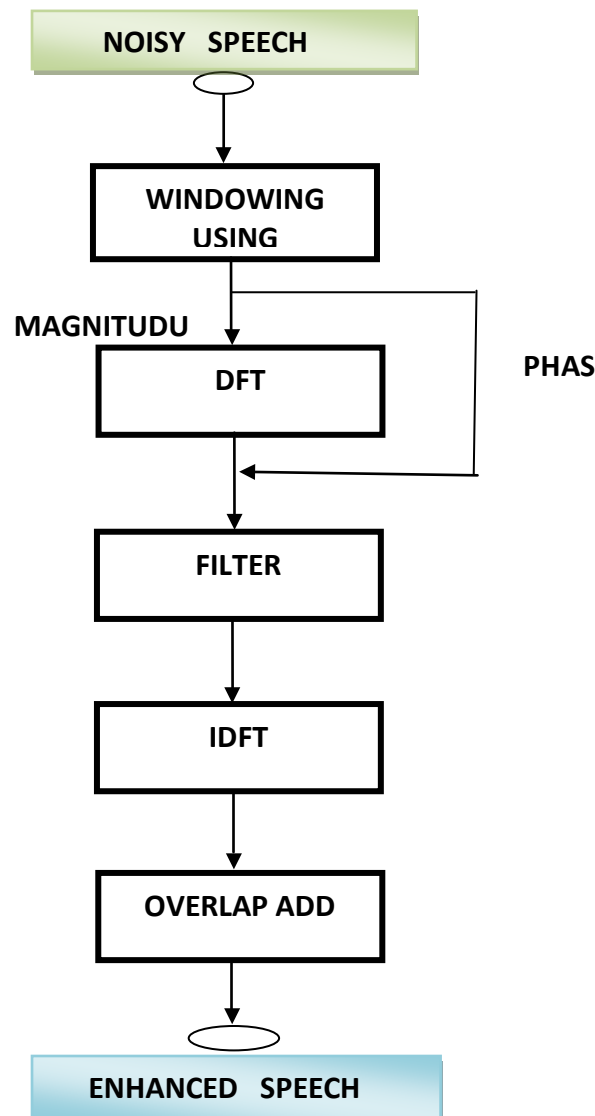 NOISY SPEECH
WINDOWING
USING
MAGNITUDU
DFT
PHAS
FILTER
IDFT
OVERLAP ADD
ENHANCED SPEECH